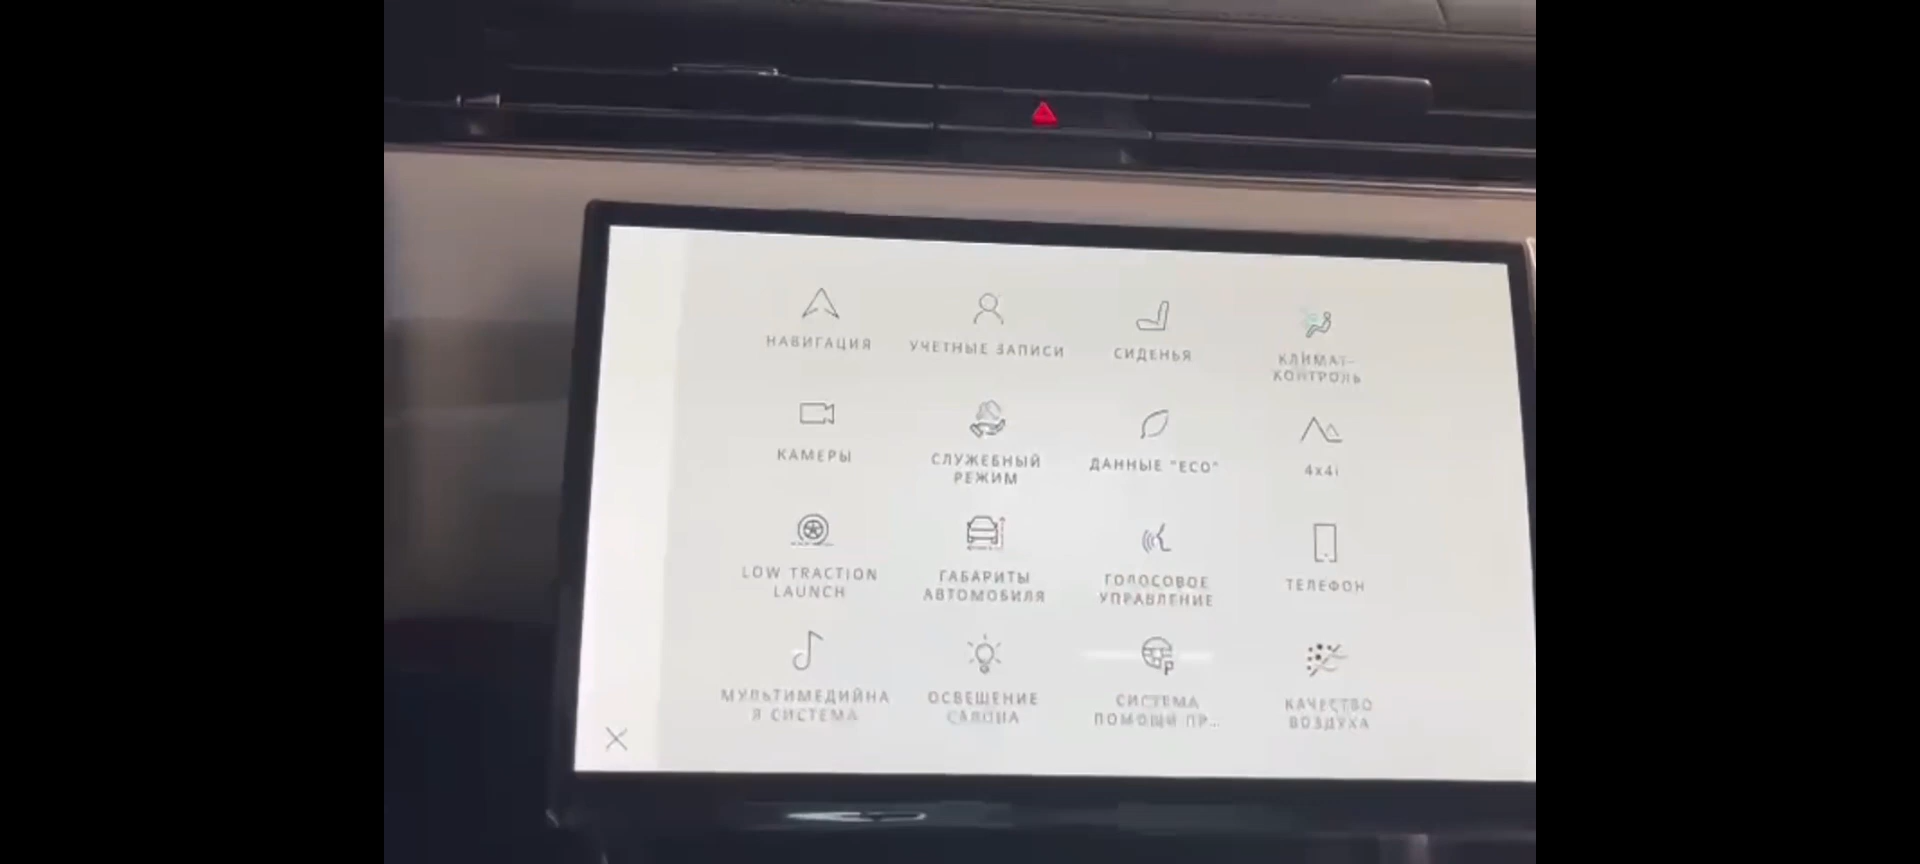 НАВИГАЦИЯ
УЧЕТНЫЕ ЗАПИСИ
СИДЕНЬЯ
КЛИМАТ-
КОНТРОЛЬ
КАМЕРЫ
СЛУЖЕБНЫЙ
РЕЖИМ
ДАННЫЕ "ECO"
4x4i
LOW TRACTION
LAUNCH
ГАБАРИТЫ
АВТОМОБИЛЯ
ГОЛОСОВОЕ
УПРАВЛЕНИЕ
ТЕЛЕФОН
МУЛЬТИМЕДИЙНА
Я СИСТЕМА
ОСВЕЩЕНИЕ
САЛОНА
СИСТЕМА
ПОМОЩИ ПР...
КАЧЕСТВО
ВОЗДУХА
P